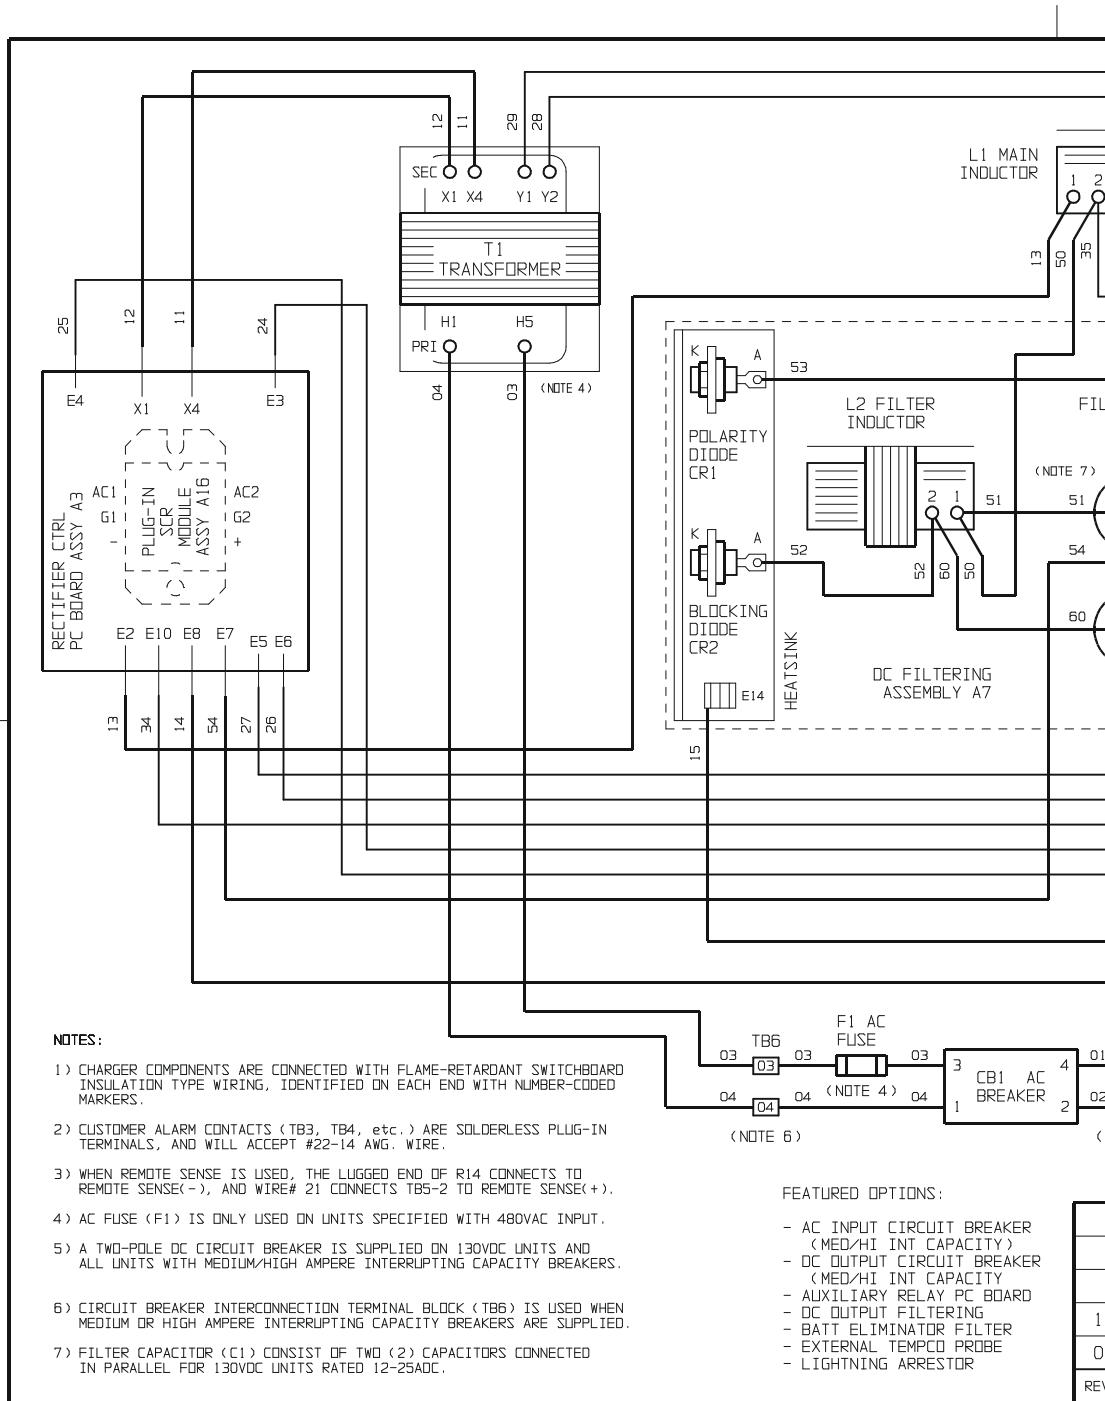 12
11
29
28
SEC
X1 X4
Y1 Y2
T1
TRANSFORMER
H1
H5
PRI
04
03
(NOTE 4)
L1 MAIN
INDUCTOR
1 2
13
50
35
25
12
11
24
E4
X1
X4
E3
AC1
G1
-
AC2
G2
+
PLUG-IN
SCR
MODULE
ASSY A16
RECTIFIER CTRL
PC BOARD ASSY A3
E2 E10 E8 E7 E5 E6
13
34
14
54
27
26
K
A
53
POLARITY
DIODE
CR1
K
A
52
BLOCKING
DIODE
CR2
E14
HEATSINK
15
L2 FILTER
INDUCTOR
2 1
51
52
60
50
FIL
(NOTE 7)
51
54
60
DC FILTERING
ASSEMBLY A7
F1 AC
FUSE
TB6
03 03 03 03
(NOTE 4)
04 04 04 04
(NOTE 6)
3 4
CB1 AC
BREAKER
1 2
01
02
(
NOTES:
1) CHARGER COMPONENTS ARE CONNECTED WITH FLAME-RETARDANT SWITCHBOARD
INSULATION TYPE WIRING, IDENTIFIED ON EACH END WITH NUMBER-CODED
MARKERS.
2) CUSTOMER ALARM CONTACTS (TB3, TB4, etc.) ARE SOLDERLESS PLUG-IN
TERMINALS, AND WILL ACCEPT #22-14 AWG. WIRE.
3) WHEN REMOTE SENSE IS USED, THE LUGGED END OF R14 CONNECTS TO
REMOTE SENSE(-), AND WIRE# 21 CONNECTS TB5-2 TO REMOTE SENSE(+).
4) AC FUSE (F1) IS ONLY USED ON UNITS SPECIFIED WITH 480VAC INPUT.
5) A TWO-POLE DC CIRCUIT BREAKER IS SUPPLIED ON 130VDC UNITS AND
ALL UNITS WITH MEDIUM/HIGH AMPERE INTERRUPTING CAPACITY BREAKERS.
6) CIRCUIT BREAKER INTERCONNECTION TERMINAL BLOCK (TB6) IS USED WHEN
MEDIUM OR HIGH AMPERE INTERRUPTING CAPACITY BREAKERS ARE SUPPLIED.
7) FILTER CAPACITOR (C1) CONSIST OF TWO (2) CAPACITORS CONNECTED
IN PARALLEL FOR 130VDC UNITS RATED 12-25ADC.
FEATURED OPTIONS:
- AC INPUT CIRCUIT BREAKER
(MED/HI INT CAPACITY)
- DC OUTPUT CIRCUIT BREAKER
(MED/HI INT CAPACITY
- AUXILIARY RELAY PC BOARD
- DC OUTPUT FILTERING
- BATT ELIMINATOR FILTER
- EXTERNAL TEMPCO PROBE
- LIGHTNING ARRESTOR
1
0
REV